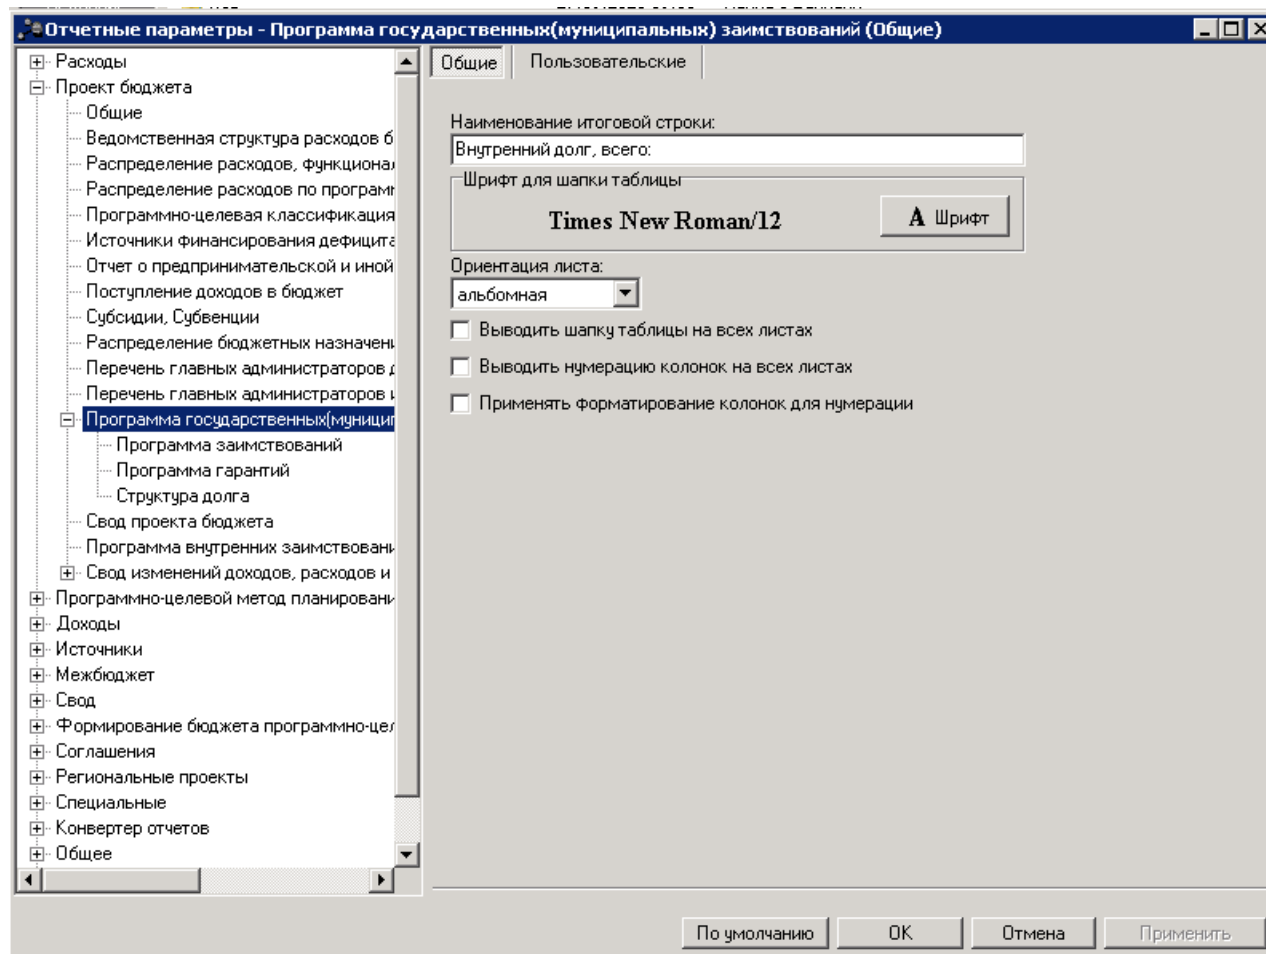 Отчетные параметры - Программа государственных(муниципальных) заимствований (Общие)
Расходы
Проект бюджета
Общие
Ведомственная структура расходов б
Распределение расходов, функционал
Распределение расходов по програм
Программно-целевая классификация
Источники финансирования дефицита
Отчет о предпринимательской и иной
Поступление доходов в бюджет
Субсидии, Субвенции
Распределение бюджетных назначен
Перечень главных администраторов д
Перечень главных администраторов и
Программа государственных(муницип
Программа заимствований
Программа гарантий
Структура долга
Свод проекта бюджета
Программа внутренних заимствован
Свод изменений доходов, расходов и
Программно-целевой метод планирован
Доходы
Источники
Межбюджет
Свод
Формирование бюджета программно-цел
Соглашения
Региональные проекты
Специальные
Конвертер отчетов
Общее
Общие Пользовательские
Наименование итоговой строки:
Внутренний долг, всего:
Шрифт для шапки таблицы
Times New Roman/12
А Шрифт
Ориентация листа:
альбомная
Выводить шапку таблицы на всех листах
Выводить нумерацию колонок на всех листах
Применять форматирование колонок для нумерации
По умолчанию OK Отмена Применить